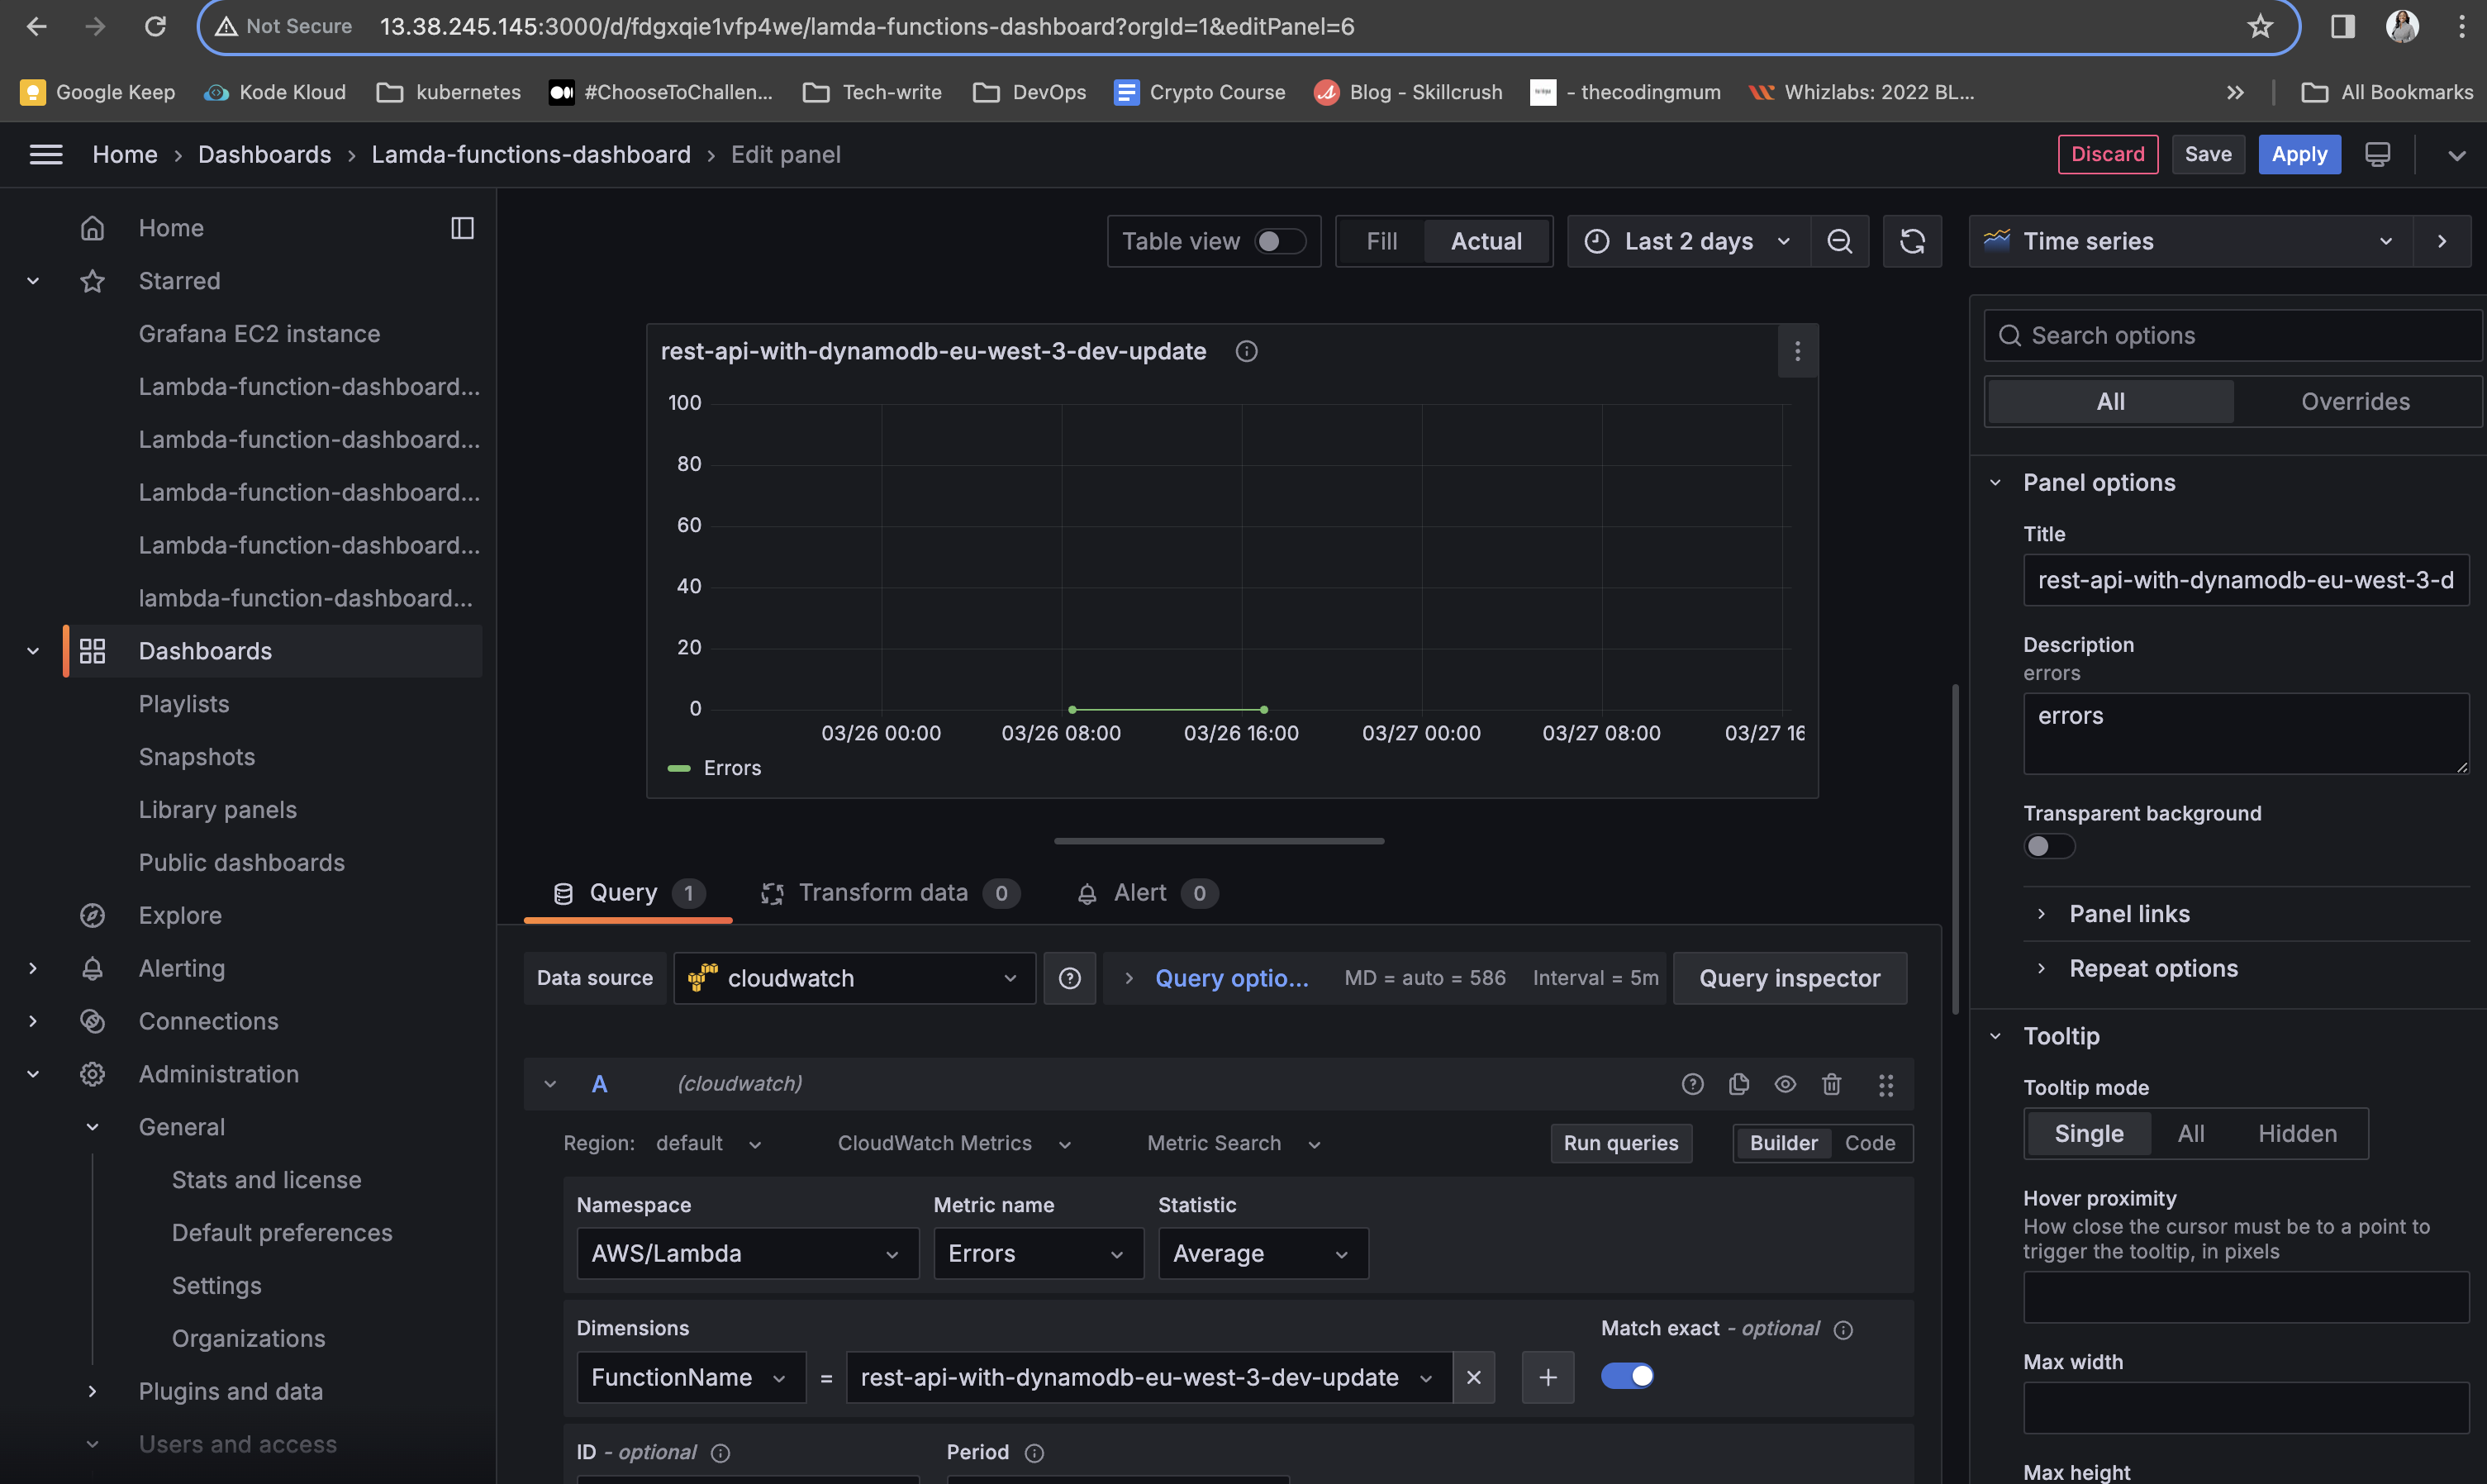 Not Secure 13.38.245.145:3000/d/fdgxqie1vfp4we/lamda-functions-dashboard?orgId=1&editPanel=6
Google Keep Kode Kloud kubernetes #ChooseToChallen... Tech-write DevOps Crypto Course Blog - Skillcrush - thecodingmum Whizlabs: 2022 BL... » All Bookmarks
Home › Dashboards › Lamda-functions-dashboard › Edit panel Discard Save Apply
Home
Starred
Grafana EC2 instance
Lambda-function-dashboard...
Lambda-function-dashboard...
Lambda-function-dashboard...
Lambda-function-dashboard...
lambda-function-dashboard...
Dashboards
Playlists
Snapshots
Library panels
Public dashboards
Explore
Alerting
Connections
Administration
General
Stats and license
Default preferences
Settings
Organizations
Plugins and data
Users and access
Table view Fill Actual Last 2 days
rest-api-with-dynamodb-eu-west-3-dev-update
100
80
60
40
20
0
03/26 00:00 03/26 08:00 03/26 16:00 03/27 00:00 03/27 08:00 03/27 16
Errors
Query 1 Transform data 0 Alert 0
Data source cloudwatch Query optio... MD = auto = 586 Interval = 5m Query inspector
A (cloudwatch)
Region: default CloudWatch Metrics Metric Search Run queries Builder Code
Namespace Metric name Statistic
AWS/Lambda Errors Average
Dimensions Match exact - optional
FunctionName = rest-api-with-dynamodb-eu-west-3-dev-update
ID - optional Period
Time series
Search options
All Overrides
Panel options
Title
rest-api-with-dynamodb-eu-west-3-d
Description
errors
errors
Transparent background
Panel links
Repeat options
Tooltip
Tooltip mode
Single All Hidden
Hover proximity
How close the cursor must be to a point to
trigger the tooltip, in pixels
Max width
Max height